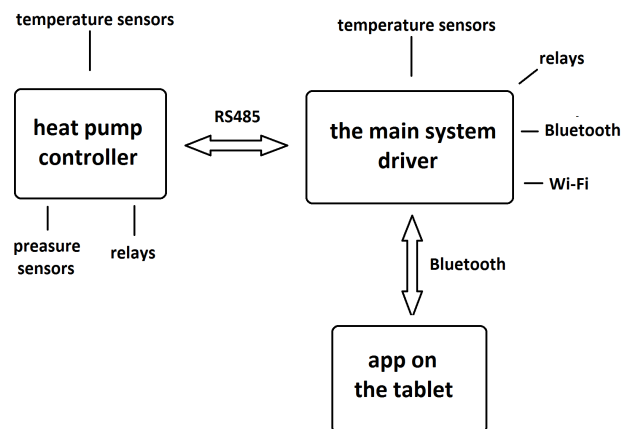 temperature sensors
temperature sensors
relays
RS485
heat pump
controller
the main system
driver
Bluetooth
Wi-Fi
preasure
sensors
relays
Bluetooth
app on
the tablet